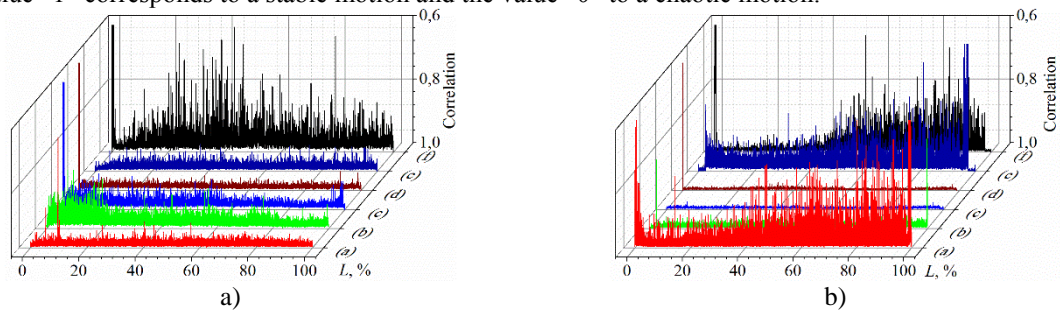 alue "1" corresponds to a stable motion and the value "0" to a chaotic motion.
0,6
0,8
1,0
Correlation
(f)
(e)
(d)
(c)
(b)
(a)
0 20 40 60 80 100 L, %
a)
0,6
0,8
1,0
Correlation
(f)
(e)
(d)
(c)
(b)
(a)
0 20 40 60 80 100 L, %
b)